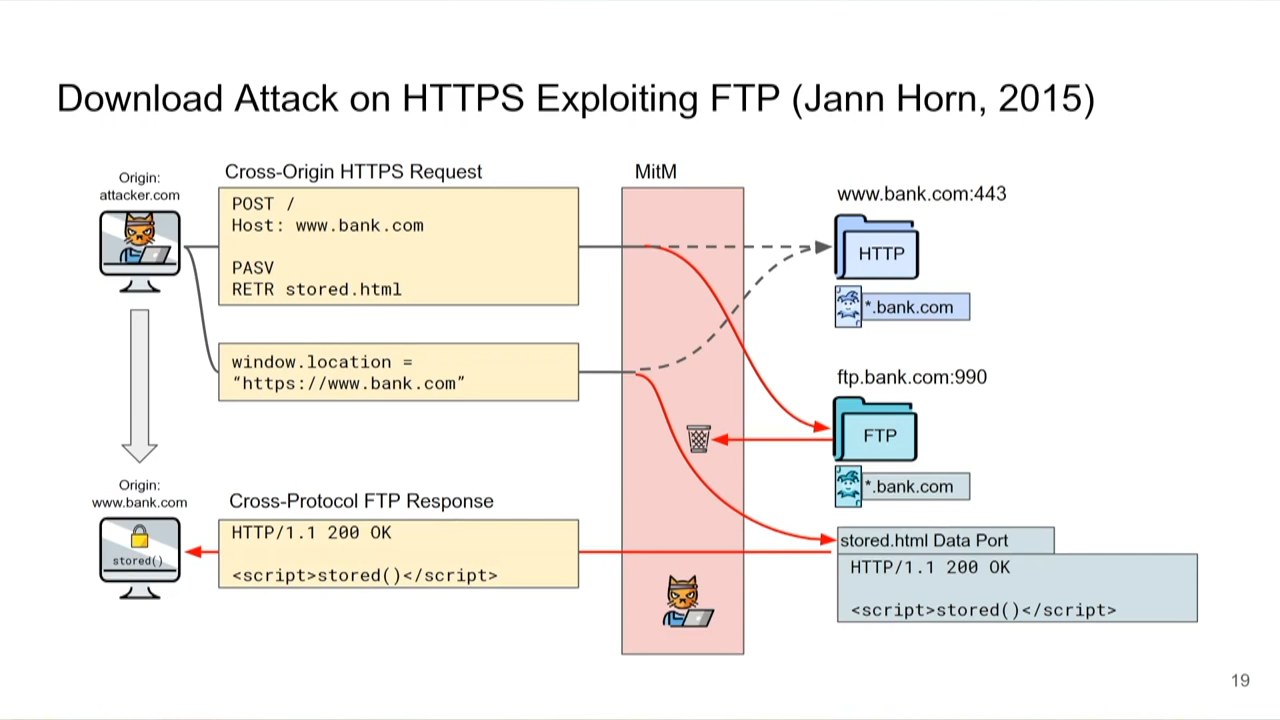 Download Attack on HTTPS Exploiting FTP (Jann Horn, 2015)
Origin:
attacker.com
Cross-Origin HTTPS Request
POST /
Host: www.bank.com
PASV
RETR stored.html
window.location =
“https://www.bank.com”
MitM
www.bank.com:443
HTTP
*.bank.com
ftp.bank.com:990
FTP
*.bank.com
Origin:
www.bank.com
stored()
Cross-Protocol FTP Response
HTTP/1.1 200 OK
<script>stored()</script>
stored.html Data Port
HTTP/1.1 200 OK
<script>stored()</script>
19